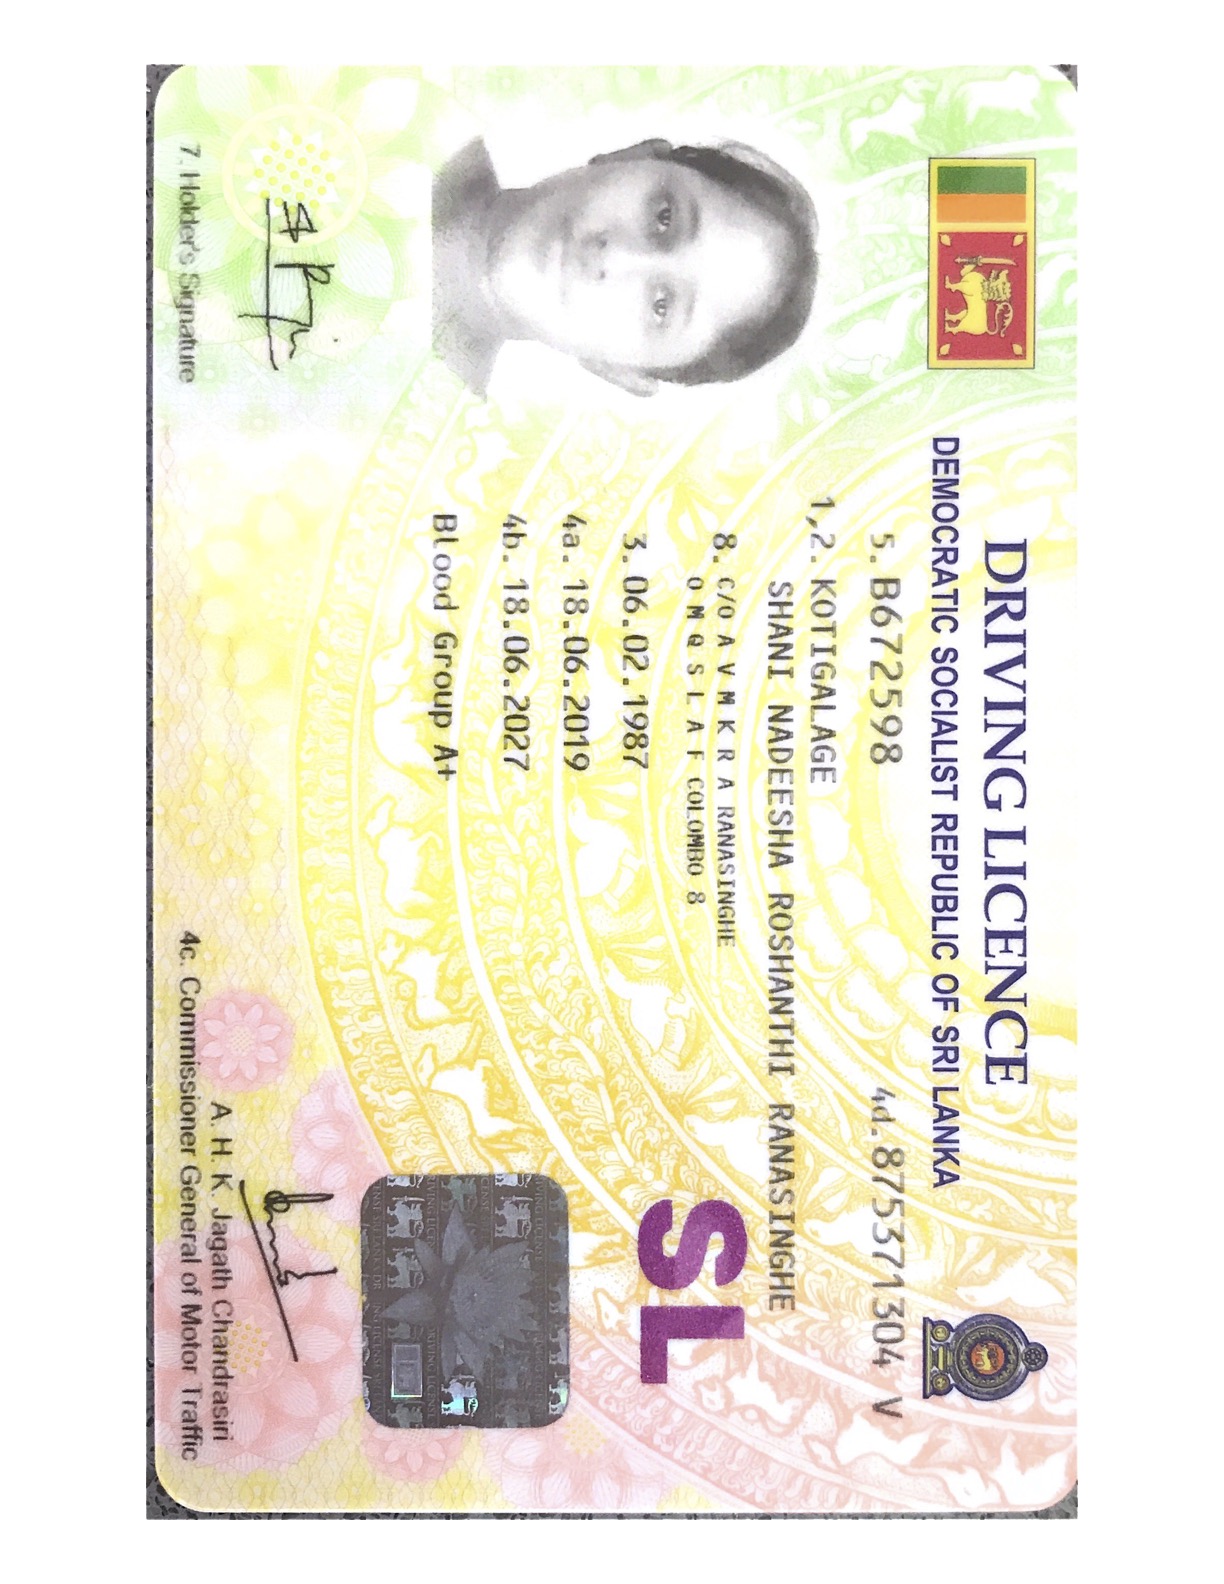 DRIVING LICENCE
DEMOCRATIC SOCIALIST REPUBLIC OF SRI LANKA
5. B6722598 4d. 875371304 V
1,2. KOTIGALAGE
SHANI NADEESHA ROSHANTHI RANASINGHE
8. C/O A V M K R A RANASINGHE
O M Q S L A F COLOMBO 8
3. 06.02.1987
SL
4a. 18.06.2019
4b. 18.06.2027
Blood Group A+
A. H. K. Jagath Chandrasiri
7. Holder's Signature
4c. Commissioner General of Motor Traffic